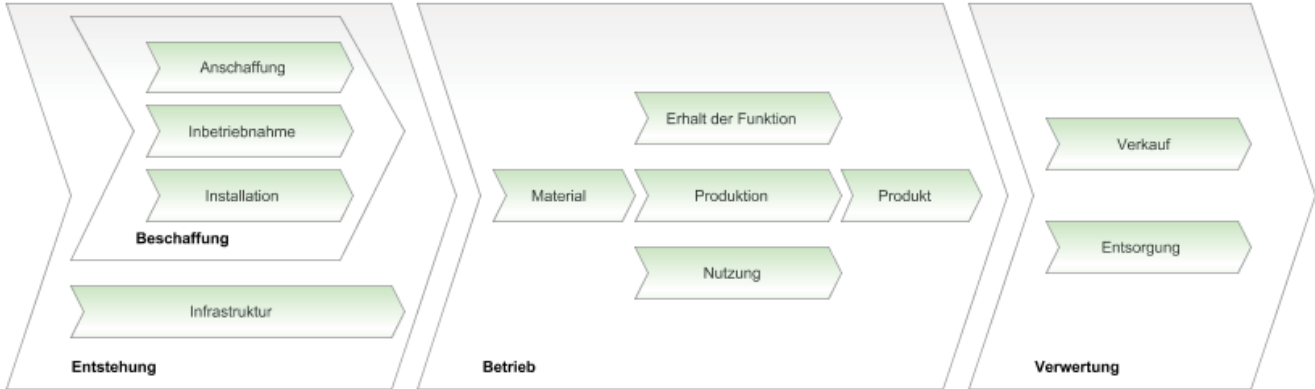 Anschaffung
Inbetriebnahme
Installation
Beschaffung
Infrastruktur
Entstehung
Erhalt der Funktion
Material
Produktion
Produkt
Nutzung
Betrieb
Verkauf
Entsorgung
Verwertung